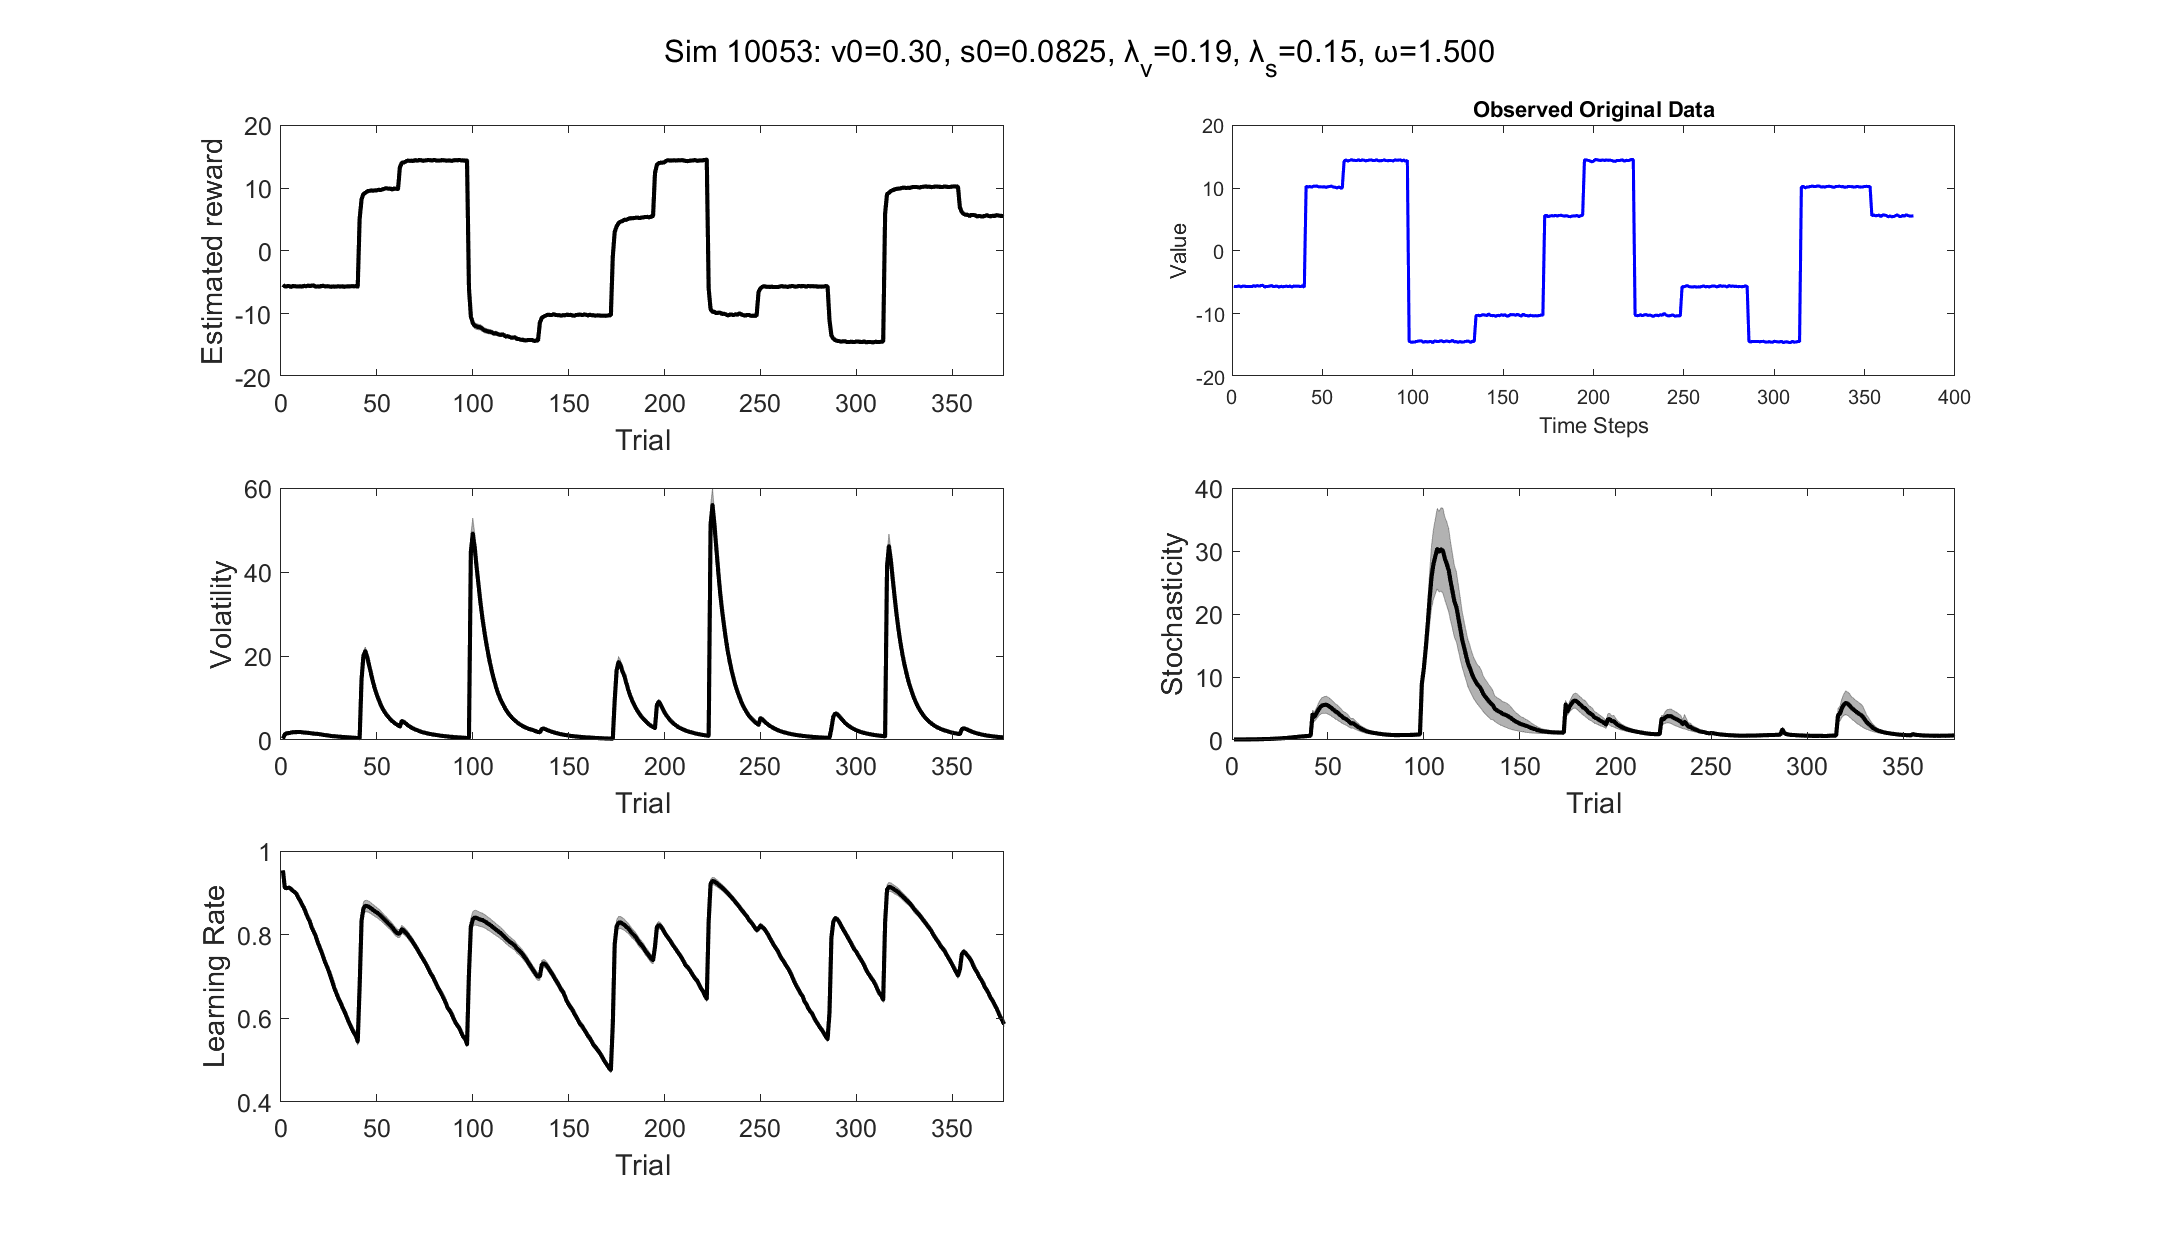 Sim 10053: v0=0.30, s0=0.0825, λv=0.19, λs=0.15, ω=1.500
Estimated reward
20
10
0
-10
-20
0 50 100 150 200 250 300 350
Trial
Observed Original Data
Value
20
10
0
-10
-20
0 50 100 150 200 250 300 350 400
Time Steps
Volatility
60
40
20
0
0 50 100 150 200 250 300 350
Trial
Stochasticity
40
30
20
10
0
0 50 100 150 200 250 300 350
Trial
Learning Rate
1
0.8
0.6
0.4
0 50 100 150 200 250 300 350
Trial